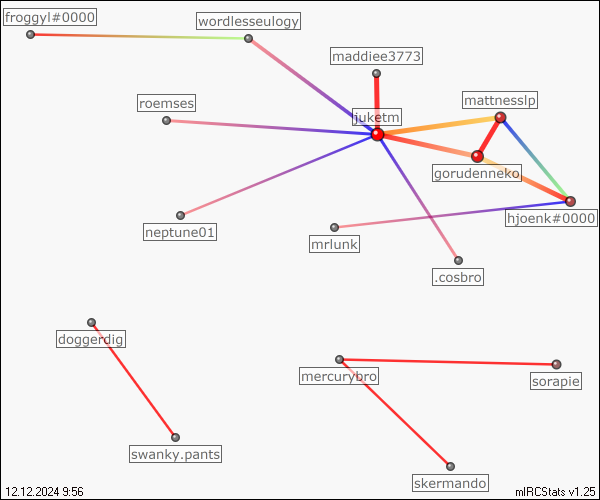 froggyl#0000
wordlesseulogy
maddiee3773
roemses
mattnesslp
juketm
gorudenneko
hjoenk#0000
neptune01
mrlunk
.cosbro
doggerdig
mercurybro
sorapie
swanky.pants
skermando
12.12.2024 9:56
mIRCStats v1.25